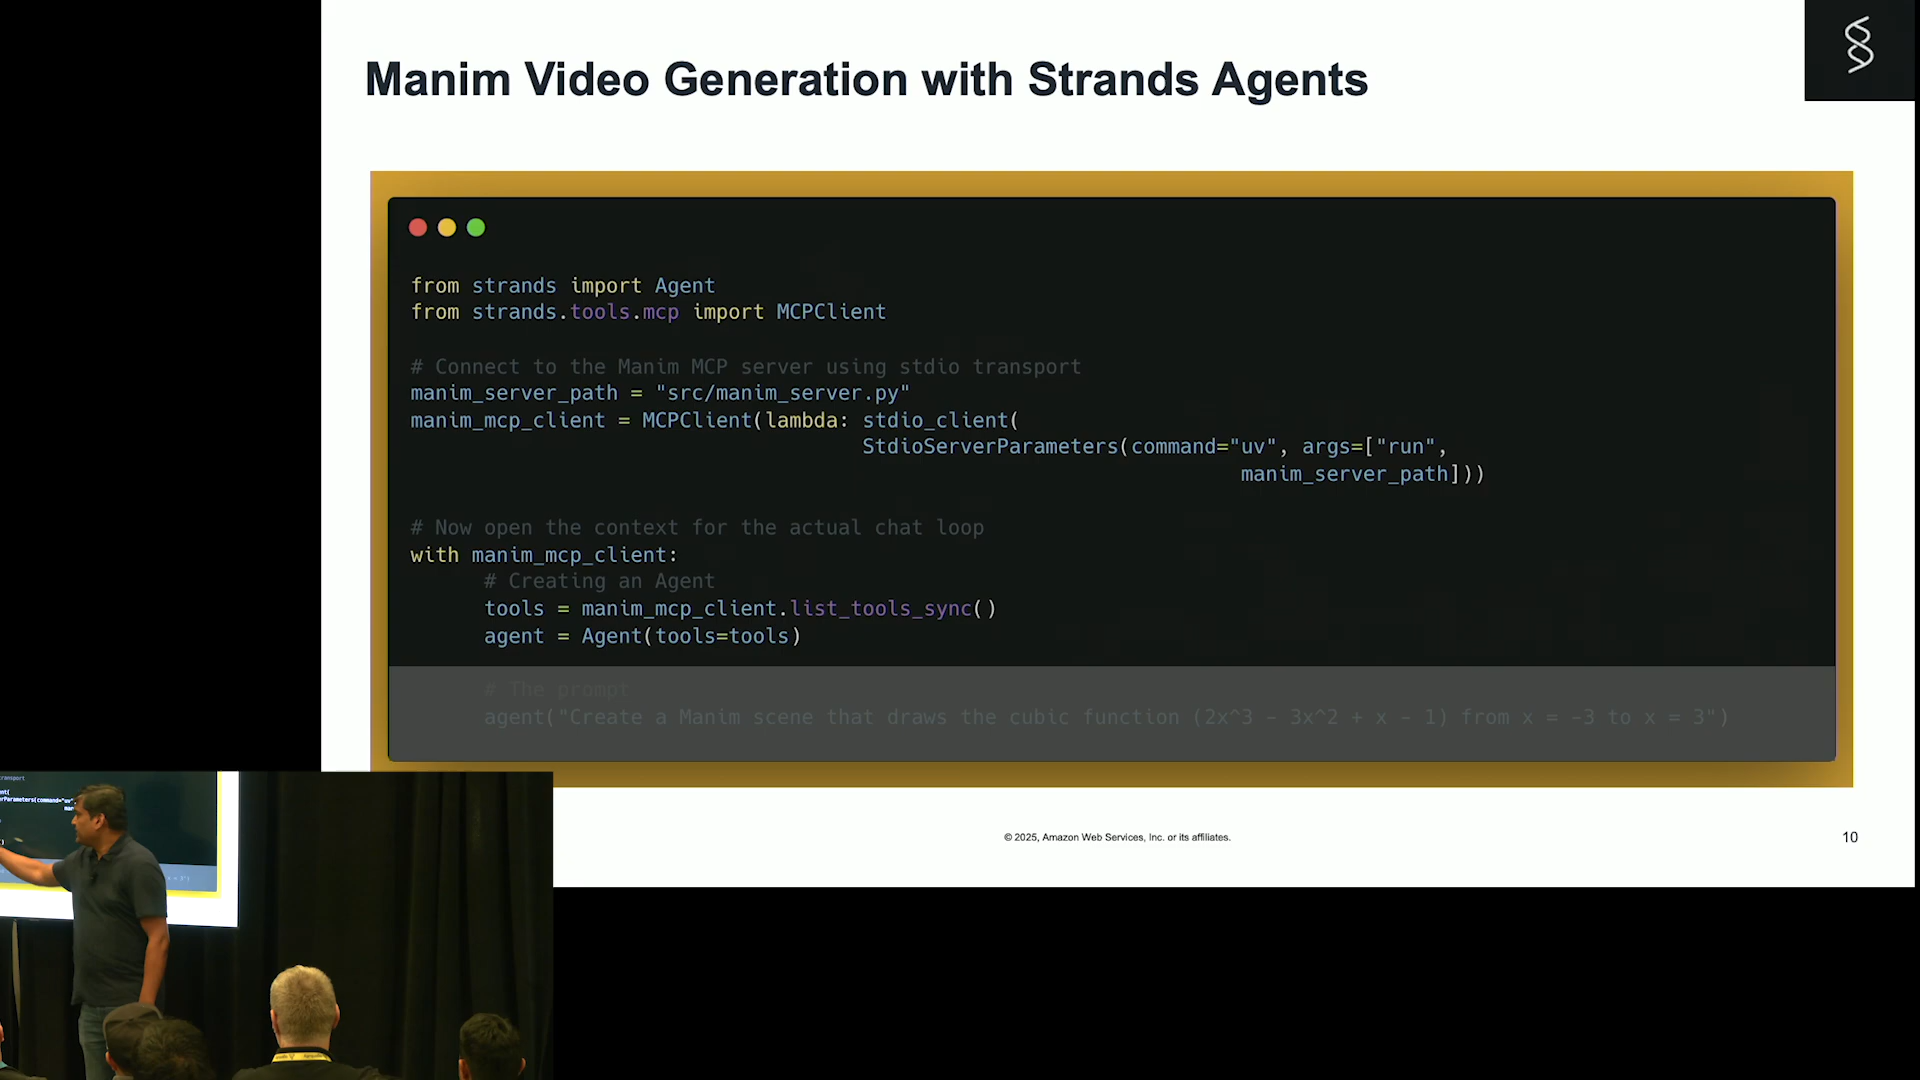 Manim Video Generation with Strands Agents
from strands import Agent
from strands.tools.mcp import MCPClient
# Connect to the Manim MCP server using stdio transport
manim_server_path = "src/manim_server.py"
manim_mcp_client = MCPClient(lambda: stdio_client(
StdioServerParameters(command="uv", args=["run",
manim_server_path]))
# Now open the context for the actual chat loop
with manim_mcp_client:
# Creating an Agent
tools = manim_mcp_client.list_tools_sync()
agent = Agent(tools=tools)
# The prompt
agent("Create a Manim scene that draws the cubic function (2x^3 - 3x^2 + x - 1) from x = -3 to x = 3")
© 2025, Amazon Web Services, Inc. or its affiliates.
10